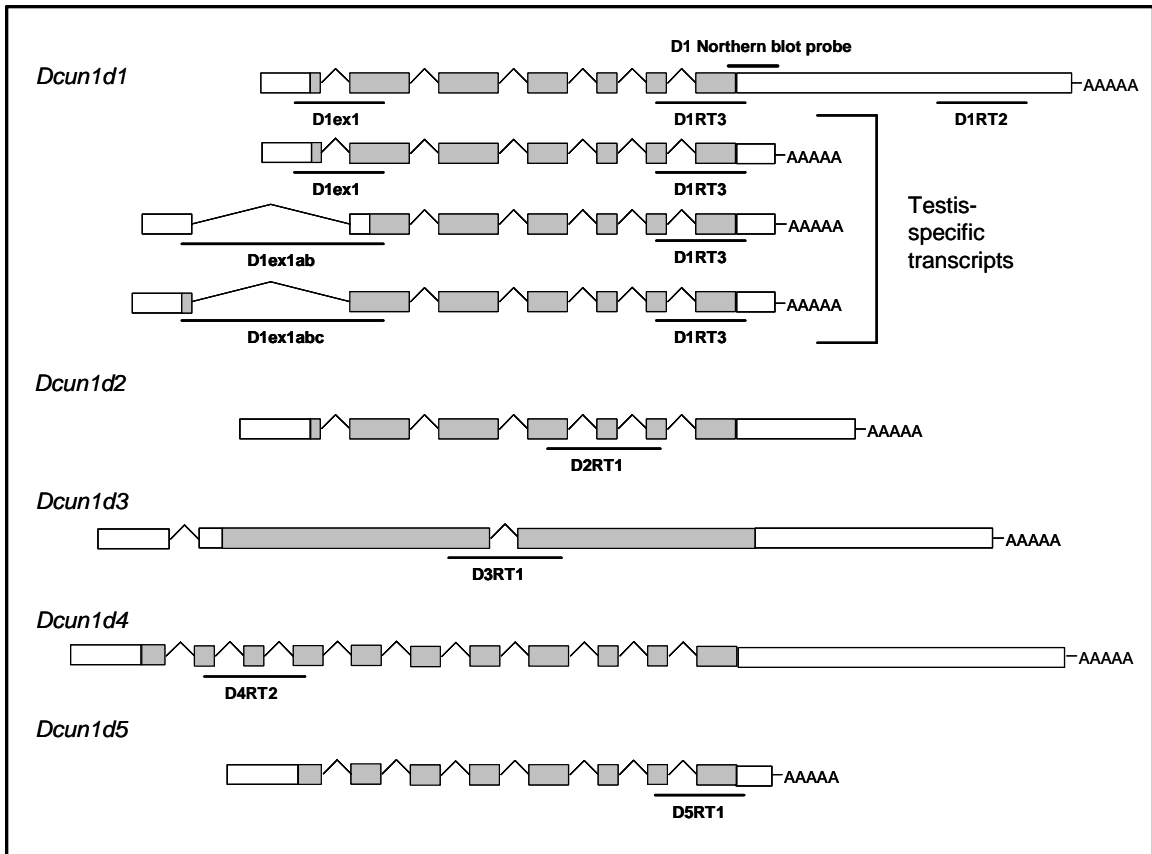 D1 Northern blot probe
Dcun1d1
AAAAA
D1ex1
D1RT3
D1RT2
AAAAA
D1ex1
D1RT3
Testis-
specific
transcripts
AAAAA
D1ex1ab
D1RT3
AAAAA
D1ex1abc
D1RT3
Dcun1d2
AAAAA
D2RT1
Dcun1d3
AAAAA
D3RT1
Dcun1d4
AAAAA
D4RT2
Dcun1d5
AAAAA
D5RT1